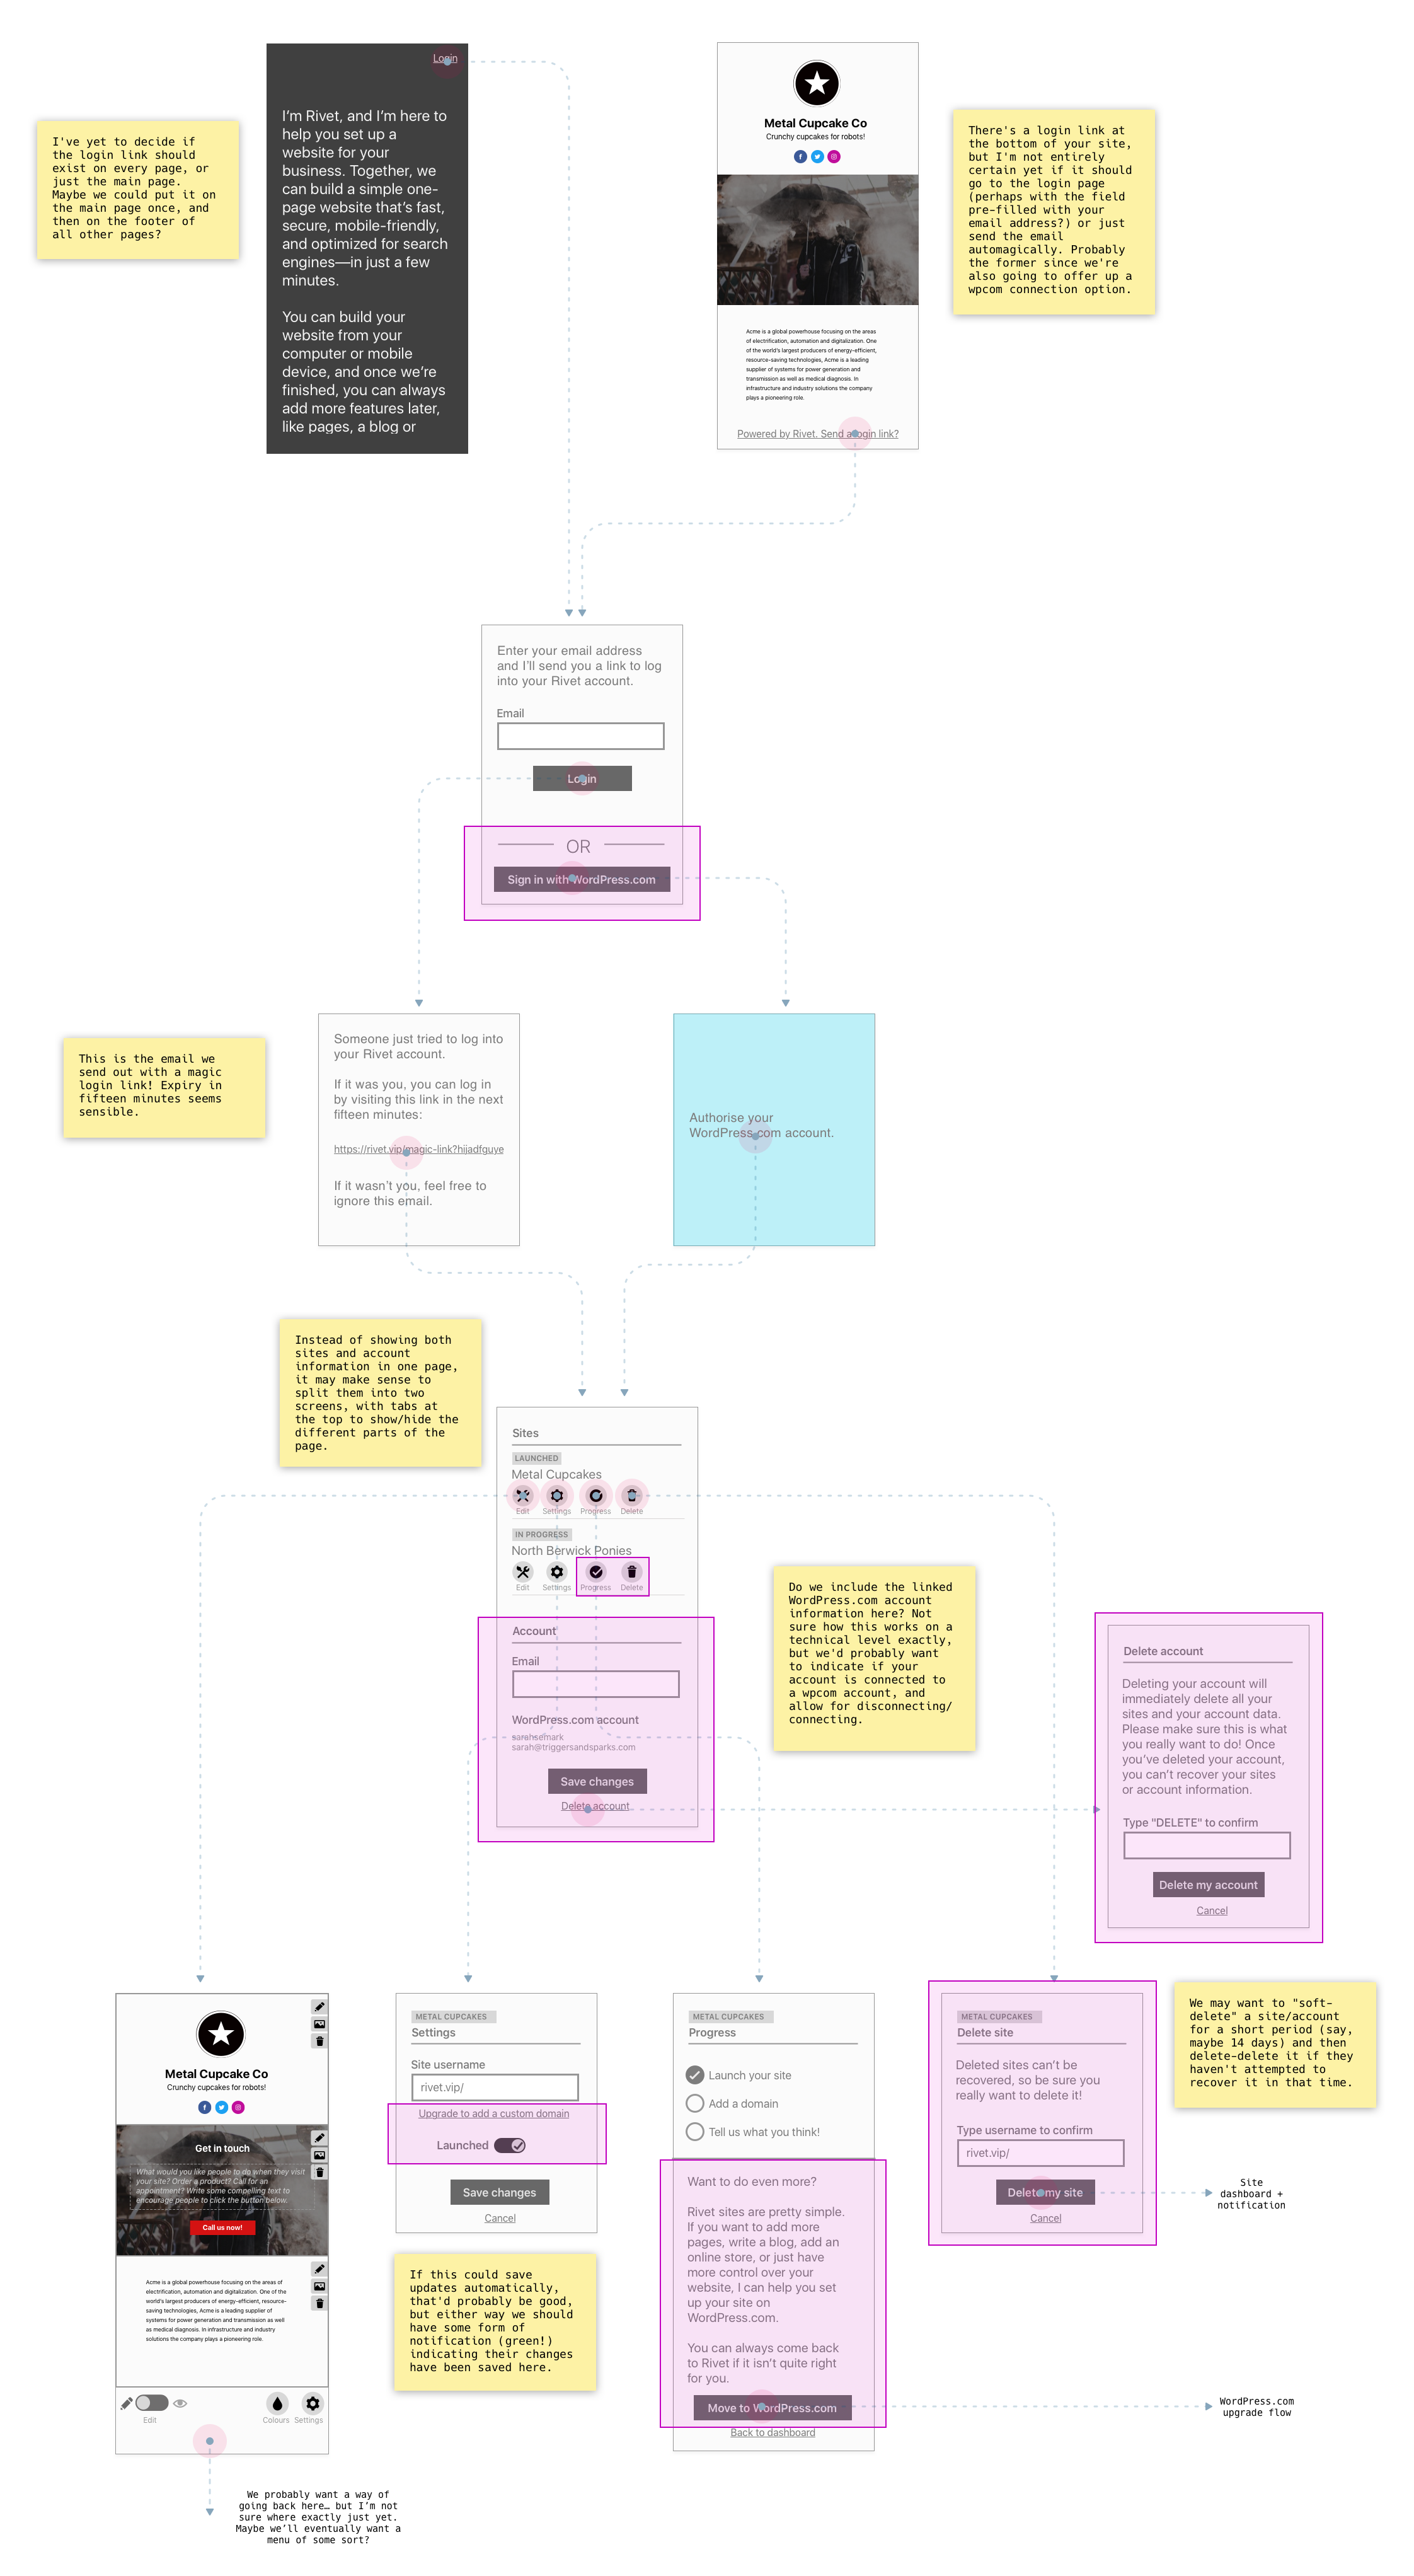 Login
I’m Rivet, and I’m here to
help you set up a
website for your
business. Together, we
can build a simple one-
page website that’s fast,
secure, mobile-friendly,
and optimized for search
engines—in just a few
minutes.
You can build your
website from your
computer or mobile
device, and once we’re
finished, you can always
add more features later,
like pages, a blog or
I've yet to decide if
the login link should
exist on every page, or
just the main page.
Maybe we could put it on
the main page once, and
then on the footer of
all other pages?
Metal Cupcake Co
Crunchy cupcakes for robots!
Acme is a global powerhouse focusing on the areas
of electrification, automation and digitalization. One
of the world's largest producers of energy-efficient,
resource-saving technologies, Acme is a leading
supplier of systems for power generation and
transmission as well as medical diagnosis. In
infrastructure and industry solutions the company
plays a pioneering role.
Powered by Rivet. Send a login link?
There's a login link at
the bottom of your site,
but I'm not entirely
certain yet if it should
go to the login page
(perhaps with the field
pre-filled with your
email address?) or just
send the email
automagically. Probably
the former since we're
also going to offer up a
wpcom connection option.
Enter your email address
and I’ll send you a link to log
into your Rivet account.
Email
Login
OR
Sign in with WordPress.com
This is the email we
send out with a magic
login link! Expiry in
fifteen minutes seems
sensible.
Someone just tried to log into
your Rivet account.
If it was you, you can log in
by visiting this link in the next
fifteen minutes:
https://rivet.vip/magic-link?hijadfguye
If it wasn’t you, feel free to
ignore this email.
Authorise your
WordPress.com account.
Instead of showing both
sites and account
information in one page,
it may make sense to
split them into two
screens, with tabs at
the top to show/hide the
different parts of the
page.
Sites
LAUNCHED
Metal Cupcakes
Edit Settings Progress Delete
IN PROGRESS
North Berwick Ponies
Edit Settings Progress Delete
Account
Email
WordPress.com account
sarahsemark
sarah@triggersandsparks.com
Save changes
Delete account
Do we include the linked
WordPress.com account
information here? Not
sure how this works on a
technical level exactly,
but we'd probably want
to indicate if your
account is connected to
a wpcom account, and
allow for disconnecting/
connecting.
Delete account
Deleting your account will
immediately delete all your
sites and your account data.
Please make sure this is what
you really want to do! Once
you’ve deleted your account,
you can’t recover your sites
or account information.
Type "DELETE" to confirm
Delete my account
Cancel
Metal Cupcake Co
Crunchy cupcakes for robots!
Get in touch
What would you like people to do when they visit
your site? Order a product? Call for an
appointment? Write some compelling text to
encourage people to click the button below.
Call us now!
Acme is a global powerhouse focusing on the areas of
electrification, automation and digitalization. One of the
world's largest producers of energy-efficient, resource-
saving technologies, Acme is a leading supplier of
systems for power generation and transmission as well
as medical diagnosis. In infrastructure and industry
solutions the company plays a pioneering role.
Edit
Colours Settings
We probably want a way of
going back here… but I’m not
sure where exactly just yet.
Maybe we’ll eventually want a
menu of some sort?
METAL CUPCAKES
Settings
Site username
rivet.vip/
Upgrade to add a custom domain
Launched
Save changes
Cancel
If this could save
updates automatically,
that'd probably be good,
but either way we should
have some form of
notification (green!)
indicating their changes
have been saved here.
METAL CUPCAKES
Progress
Launch your site
Add a domain
Tell us what you think!
Want to do even more?
Rivet sites are pretty simple.
If you want to add more
pages, write a blog, add an
online store, or just have
more control over your
website, I can help you set
up your site on
WordPress.com.
You can always come back
to Rivet if it isn’t quite right
for you.
Move to WordPress.com
Back to dashboard
WordPress.com
upgrade flow
METAL CUPCAKES
Delete site
Deleted sites can’t be
recovered, so be sure you
really want to delete it!
Type username to confirm
rivet.vip/
Delete my site
Cancel
Site
dashboard +
notification
We may want to "soft-
delete" a site/account
for a short period (say,
maybe 14 days) and then
delete-delete it if they
haven't attempted to
recover it in that time.